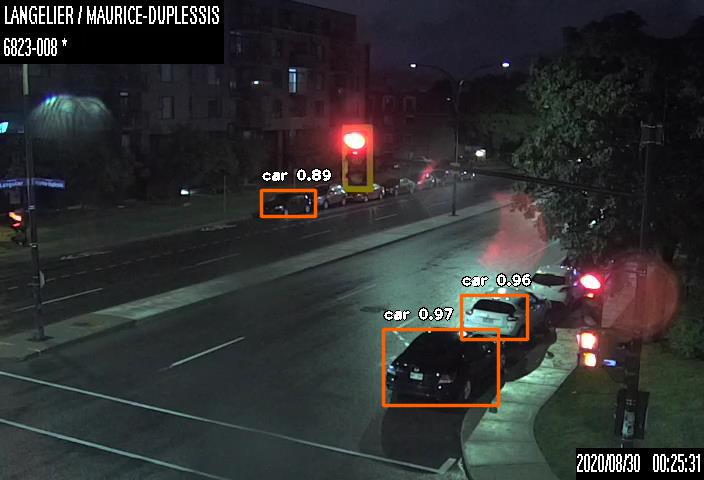 LANGELIER / MAURICE-DUPLESSIS
6823-008 *
car 0.89
Langelier
car 0.96
car 0.97
2020/08/30 00:25:31